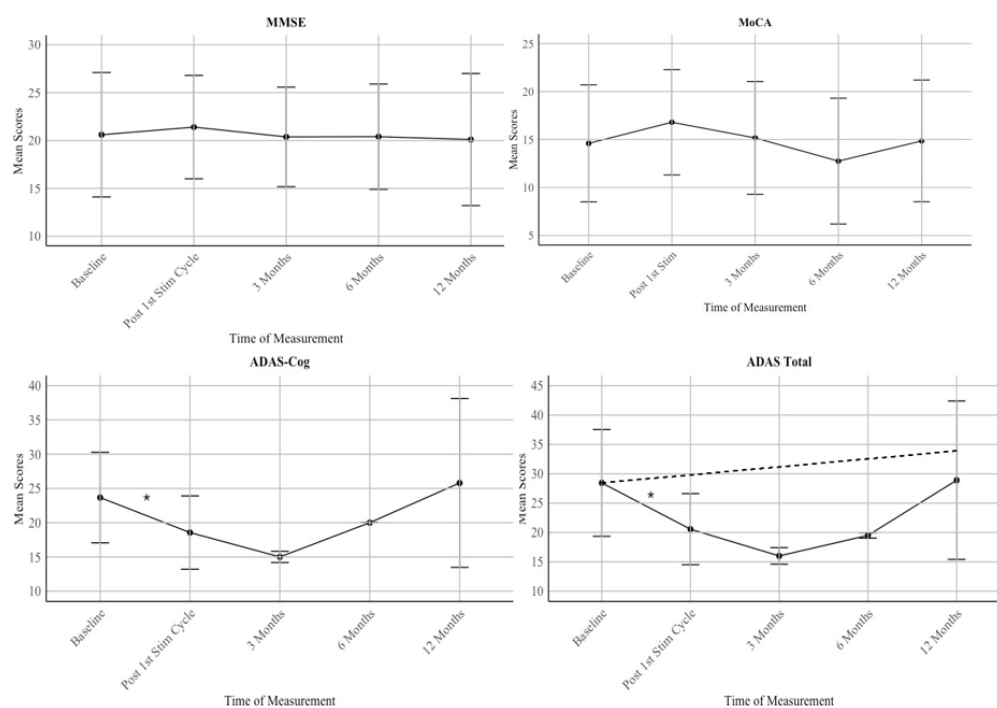 MMSE
30
25
20
15
10
Mean Scores
Baseline
Post 1st Stim Cycle
3 Months
6 Months
12 Months
Time of Measurement
MoCA
25
20
15
10
5
Mean Scores
Baseline
Post 1st Stim
3 Months
6 Months
12 Months
Time of Measurement
ADAS-Cog
40
35
30
25
20
15
10
Mean Scores
*
Baseline
Post 1st Stim Cycle
3 Months
6 Months
12 Months
Time of Measurement
ADAS Total
45
40
35
30
25
20
15
10
Mean Scores
*
Baseline
Post 1st Stim Cycle
3 Months
6 Months
12 Months
Time of Measurement